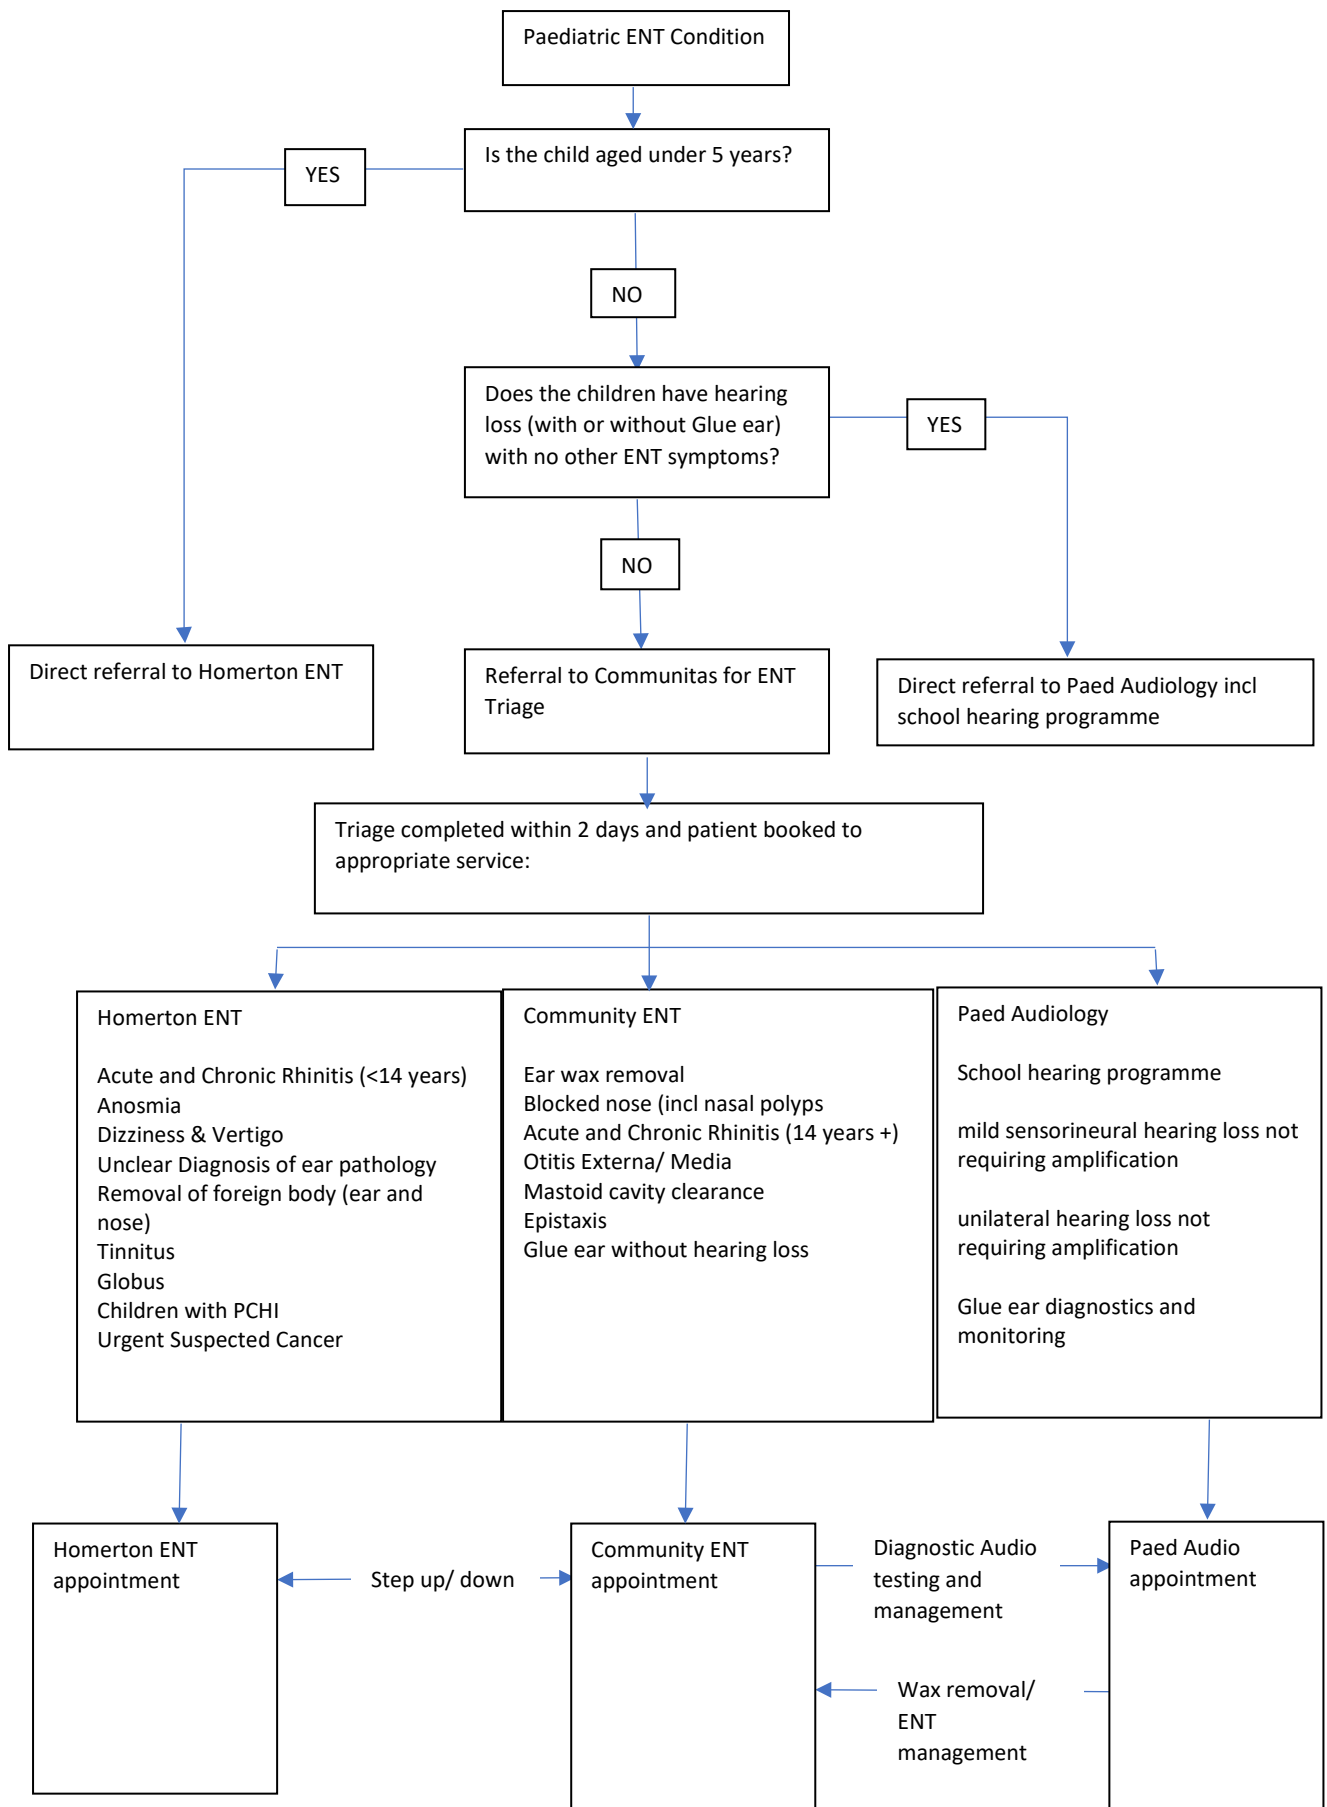 Paediatric ENT Condition
Is the child aged under 5 years?
YES
NO
Does the children have hearing
loss (with or without Glue ear)
with no other ENT symptoms?
YES
NO
Direct referral to Homerton ENT
Referral to Communitas for ENT
Triage
Direct referral to Paed Audiology incl
school hearing programme
Triage completed within 2 days and patient booked to
appropriate service:
Homerton ENT
Acute and Chronic Rhinitis (<14 years)
Anosmia
Dizziness & Vertigo
Unclear Diagnosis of ear pathology
Removal of foreign body (ear and
nose)
Tinnitus
Globus
Children with PCHI
Urgent Suspected Cancer
Community ENT
Ear wax removal
Blocked nose (incl nasal polyps
Acute and Chronic Rhinitis (14 years +)
Otitis Externa/ Media
Mastoid cavity clearance
Epistaxis
Glue ear without hearing loss
Paed Audiology
School hearing programme
mild sensorineural hearing loss not
requiring amplification
unilateral hearing loss not
requiring amplification
Glue ear diagnostics and
monitoring
Homerton ENT
appointment
Step up/ down
Community ENT
appointment
Diagnostic Audio
testing and
management
Wax removal/
ENT
management
Paed Audio
appointment